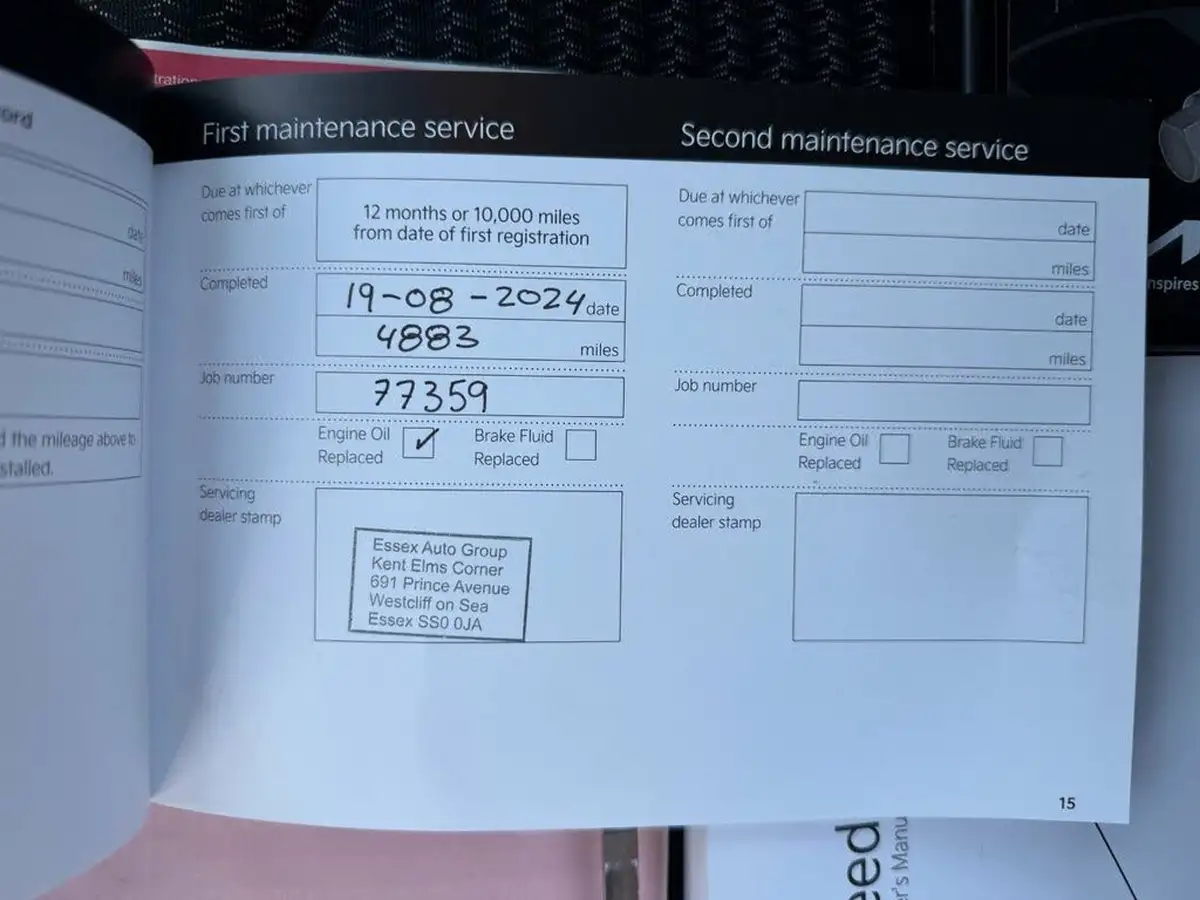 First maintenance service
Due at whichever
comes first of
12 months or 10,000 miles
from date of first registration
Completed
19-08-2024 date
4883 miles
Job number
77359
Engine Oil
Replaced
Brake Fluid
Replaced
Servicing
dealer stamp
Essex Auto Group
Kent Elms Corner
691 Prince Avenue
Westcliff on Sea
Essex SS0 0JA
Second maintenance service
Due at whichever
comes first of
date
miles
Completed
date
miles
Job number
Engine Oil
Replaced
Brake Fluid
Replaced
Servicing
dealer stamp
15
date
miles
the mileage above to
nspires
eed